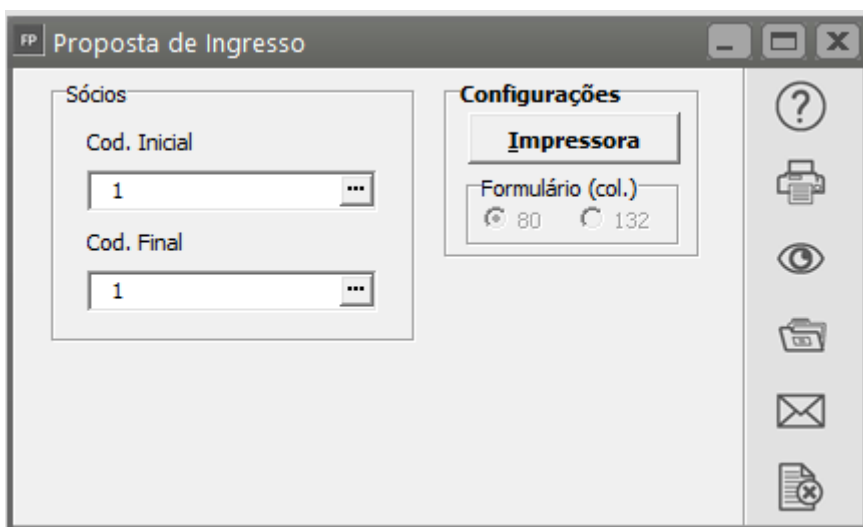 FP Proposta de Ingresso
Sócios
Cod. Inicial
1
Cod. Final
1
Configurações
Impressora
Formulário (col.)
80 132